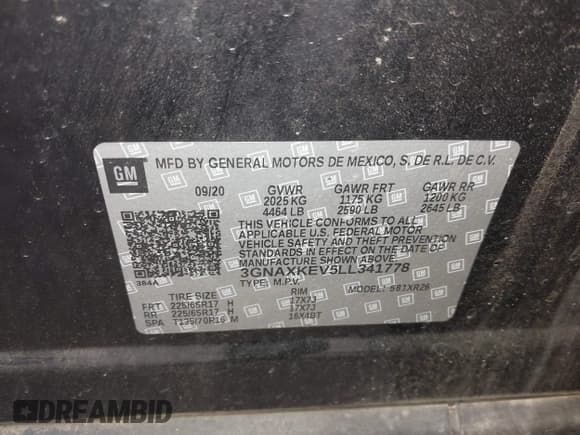 GM
MFD BY GENERAL MOTORS DE MEXICO, S. DE R.L. DE C.V.
09/20 GVWR GAWR FRT GAWR RR
2025 KG 1175 KG 1200 KG
4464 LB 2590 LB 2645 LB
THIS VEHICLE CONFORMS TO ALL
APPLICABLE U.S. FEDERAL MOTOR
VEHICLE SAFETY, BUMPER, AND THEFT
PREVENTION
STANDARDS IN EFFECT ON THE DATE OF
MANUFACTURE SHOWN ABOVE.
3GNAXKEV5LL341778
384A TYPE: M.P.V. MODEL: 581XR26
TIRE SIZE RIM
FRT 225/65R17 H 17X7J
RR 225/65R17 H 17X7J
SPA T135/70R16 M 16X4BT
DREAMBID